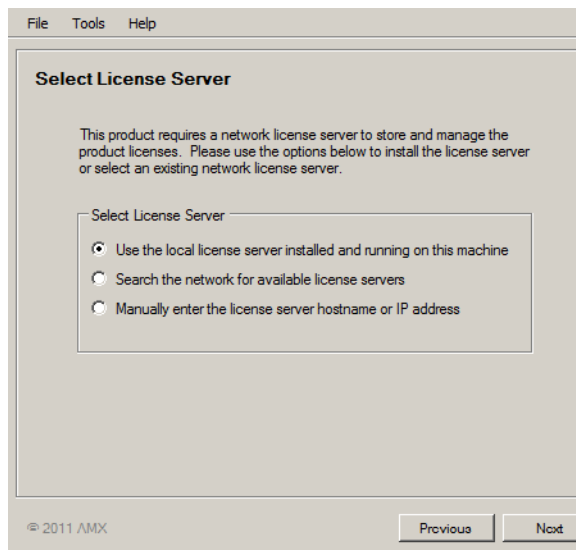 File Tools Help
Select License Server
This product requires a network license server to store and manage the
product licenses. Please use the options below to install the license server
or select an existing network license server.
Select License Server
Use the local license server installed and running on this machine
Search the network for available license servers
Manually enter the license server hostname or IP address
© 2011 AMX Previous Next